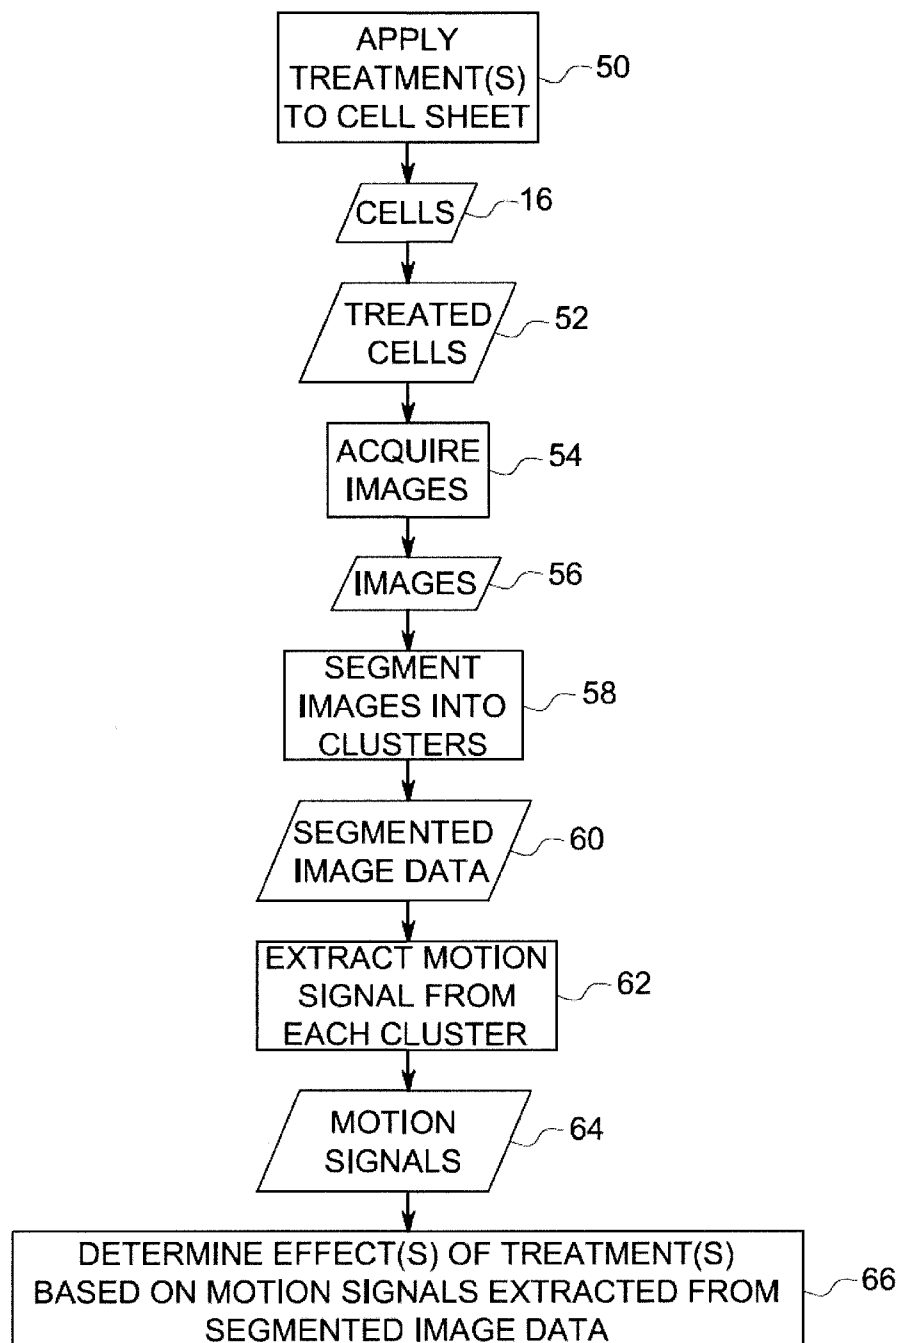 APPLY
TREATMENT(S)
TO CELL SHEET
50
CELLS
16
TREATED
CELLS
52
ACQUIRE
IMAGES
54
IMAGES
56
SEGMENT
IMAGES INTO
CLUSTERS
58
SEGMENTED
IMAGE DATA
60
EXTRACT MOTION
SIGNAL FROM
EACH CLUSTER
62
MOTION
SIGNALS
64
DETERMINE EFFECT(S) OF TREATMENT(S)
BASED ON MOTION SIGNALS EXTRACTED FROM
SEGMENTED IMAGE DATA
66